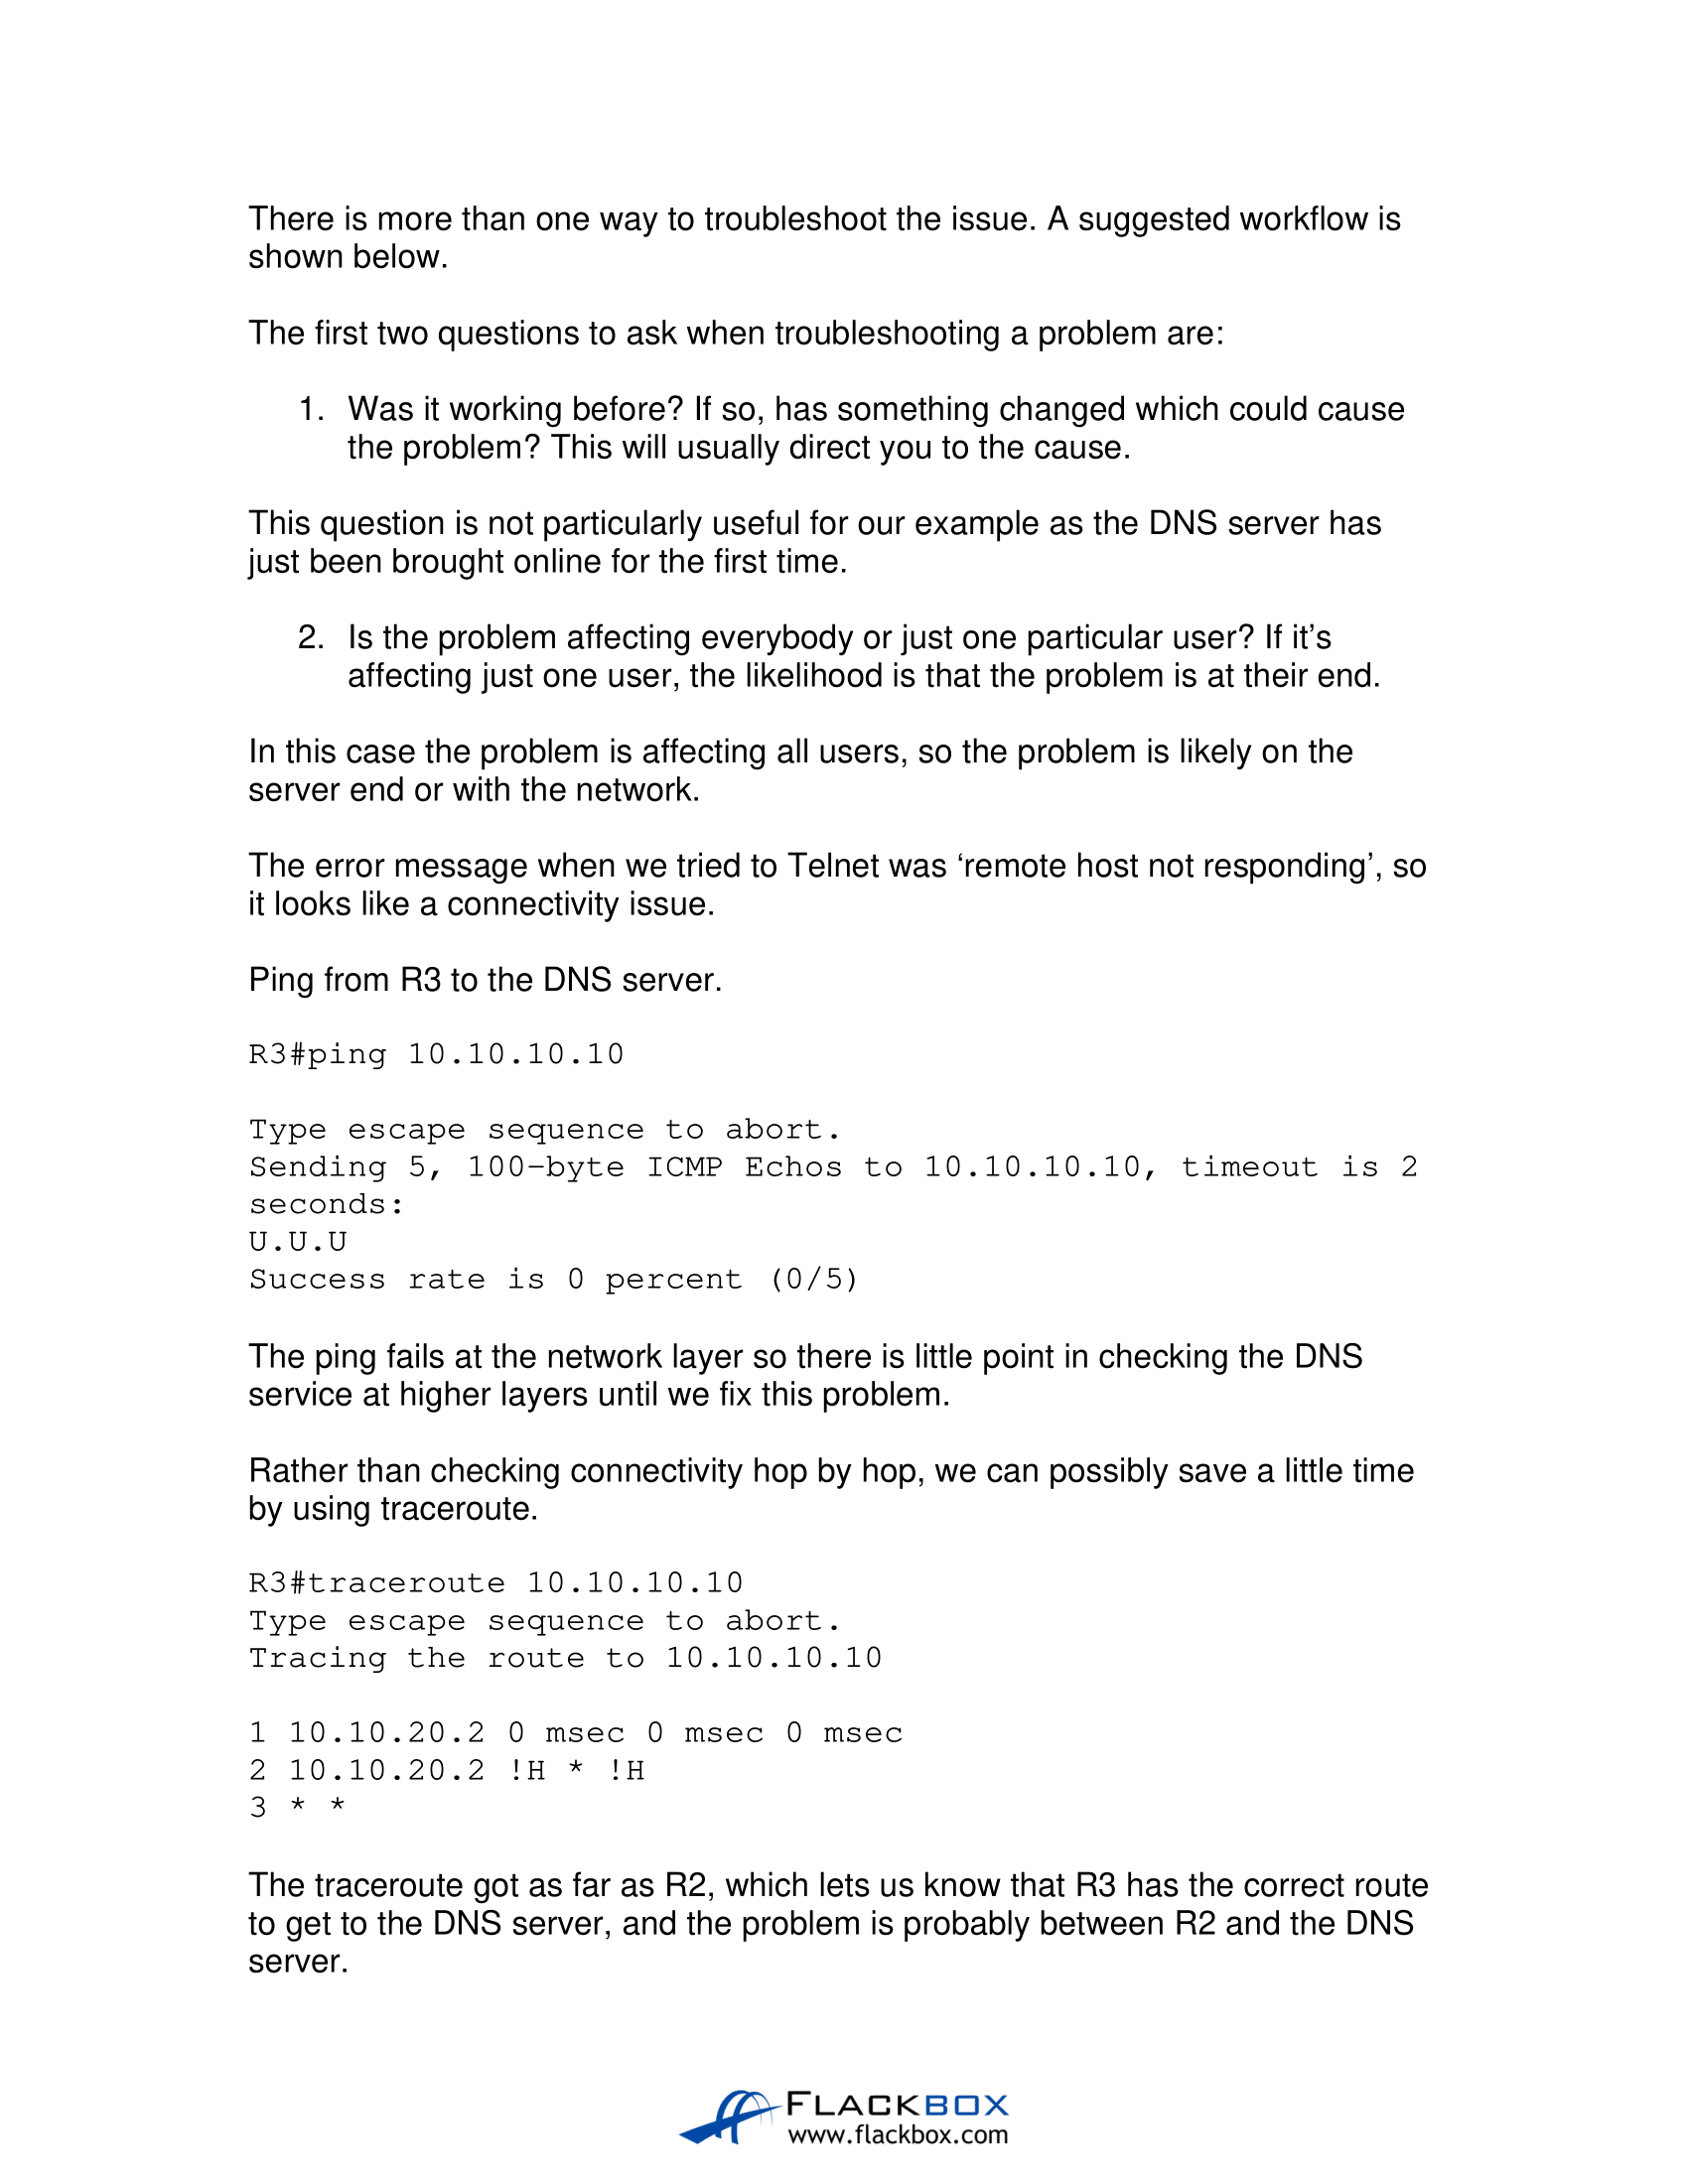 There is more than one way to troubleshoot the issue. A suggested workflow is
shown below.
The first two questions to ask when troubleshooting a problem are:
1. Was it working before? If so, has something changed which could cause
the problem? This will usually direct you to the cause.
This question is not particularly useful for our example as the DNS server has
just been brought online for the first time.
2. Is the problem affecting everybody or just one particular user? If it’s
affecting just one user, the likelihood is that the problem is at their end.
In this case the problem is affecting all users, so the problem is likely on the
server end or with the network.
The error message when we tried to Telnet was ‘remote host not responding’, so
it looks like a connectivity issue.
Ping from R3 to the DNS server.
R3#ping 10.10.10.10
Type escape sequence to abort.
Sending 5, 100-byte ICMP Echos to 10.10.10.10, timeout is 2
seconds:
U.U.U
Success rate is 0 percent (0/5)
The ping fails at the network layer so there is little point in checking the DNS
service at higher layers until we fix this problem.
Rather than checking connectivity hop by hop, we can possibly save a little time
by using traceroute.
R3#traceroute 10.10.10.10
Type escape sequence to abort.
Tracing the route to 10.10.10.10
1 10.10.20.2 0 msec 0 msec 0 msec
2 10.10.20.2 !H * !H
3 * *
The traceroute got as far as R2, which lets us know that R3 has the correct route
to get to the DNS server, and the problem is probably between R2 and the DNS
server.
FLACKBOX
www.flackbox.com